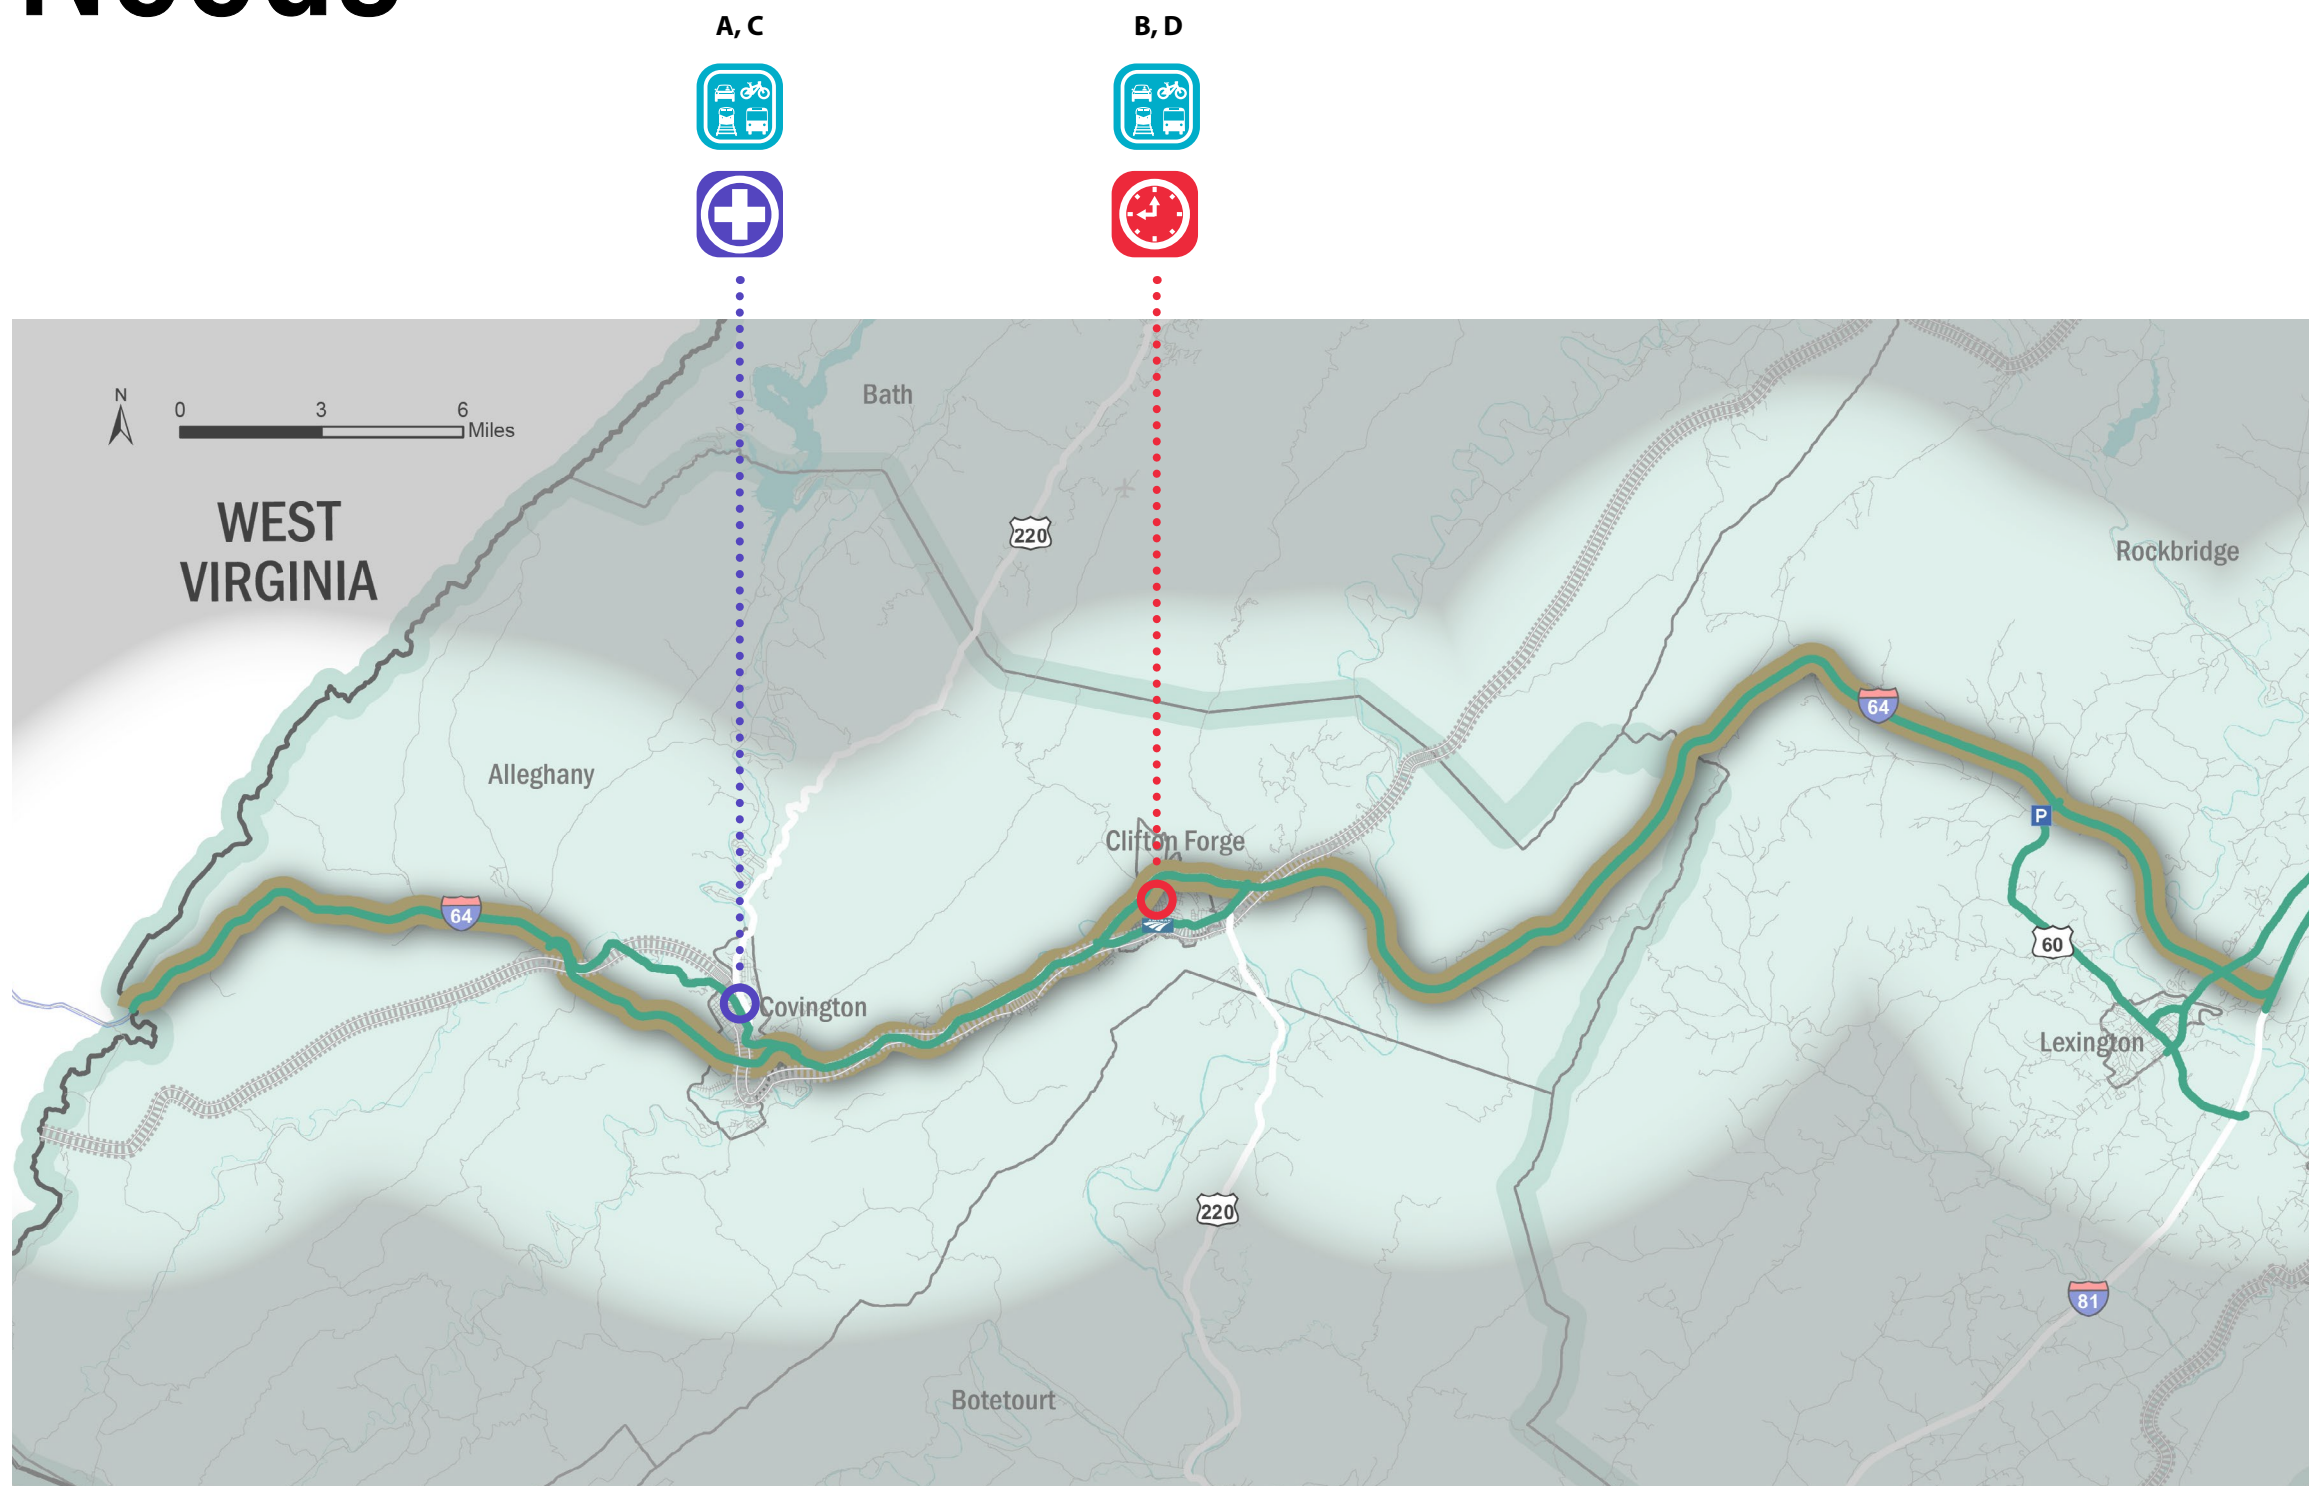 Needs
A, C
B, D
N
0 3 6
Miles
Bath
WEST
VIRGINIA
220
Rockbridge
64
Alleghany
P
Clifton Forge
64
60
Covington
Lexington
220
81
Botetourt